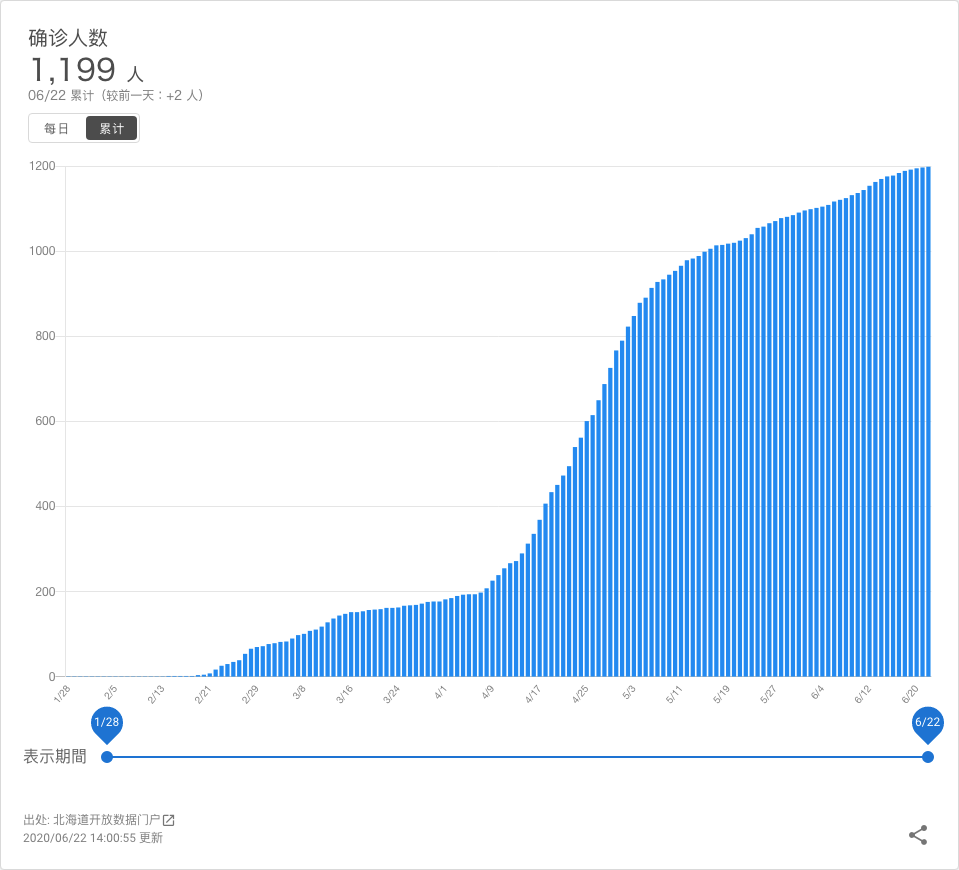 确诊人数
1,199 人
06/22 累计（较前一天：+2 人）
每日 累计
1200
1000
800
600
400
200
0
1/28 2/5 2/13 2/21 2/29 3/8 3/16 3/24 4/1 4/9 4/17 4/25 5/3 5/11 5/19 5/27 6/4 6/12 6/20
1/28 6/22
表示期間
出处: 北海道开放数据门户
2020/06/22 14:00:55 更新